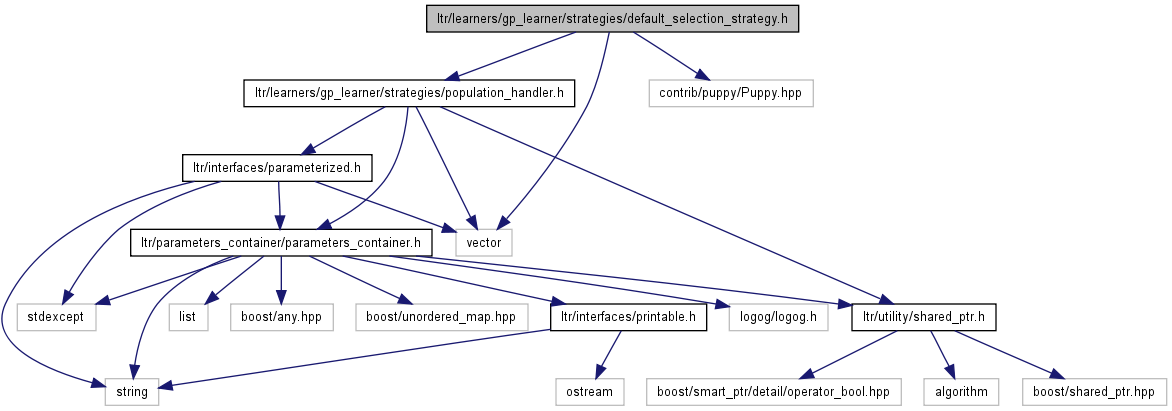 ltr/learners/gp_learner/strategies/default_selection_strategy.h
ltr/learners/gp_learner/strategies/population_handler.h
contrib/puppy/Puppy.hpp
ltr/interfaces/parameterized.h
ltr/parameters_container/parameters_container.h
vector
stdexcept
list
boost/any.hpp
boost/unordered_map.hpp
ltr/interfaces/printable.h
logog/logog.h
ltr/utility/shared_ptr.h
string
ostream
boost/smart_ptr/detail/operator_bool.hpp
algorithm
boost/shared_ptr.hpp